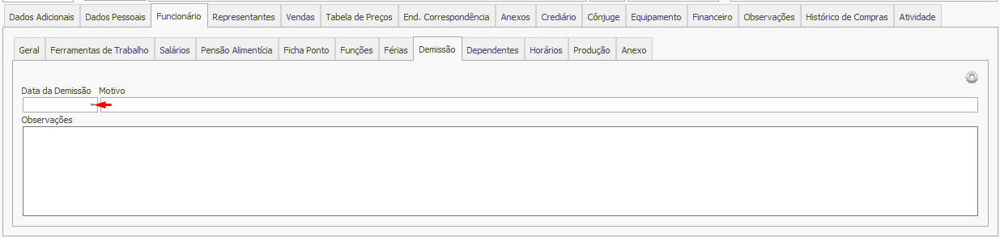 Dados Adicionais Dados Pessoais Funcionário Representantes Vendas Tabela de Preços End. Correspondência Anexos Crediário Cônjuge Equipamento Financeiro Observações Histórico de Compras Atividade
Geral Ferramentas de Trabalho Salários Pensão Alimentícia Ficha Ponto Funções Férias Demissão Dependentes Horários Produção Anexo
Data da Demissão Motivo
Observações